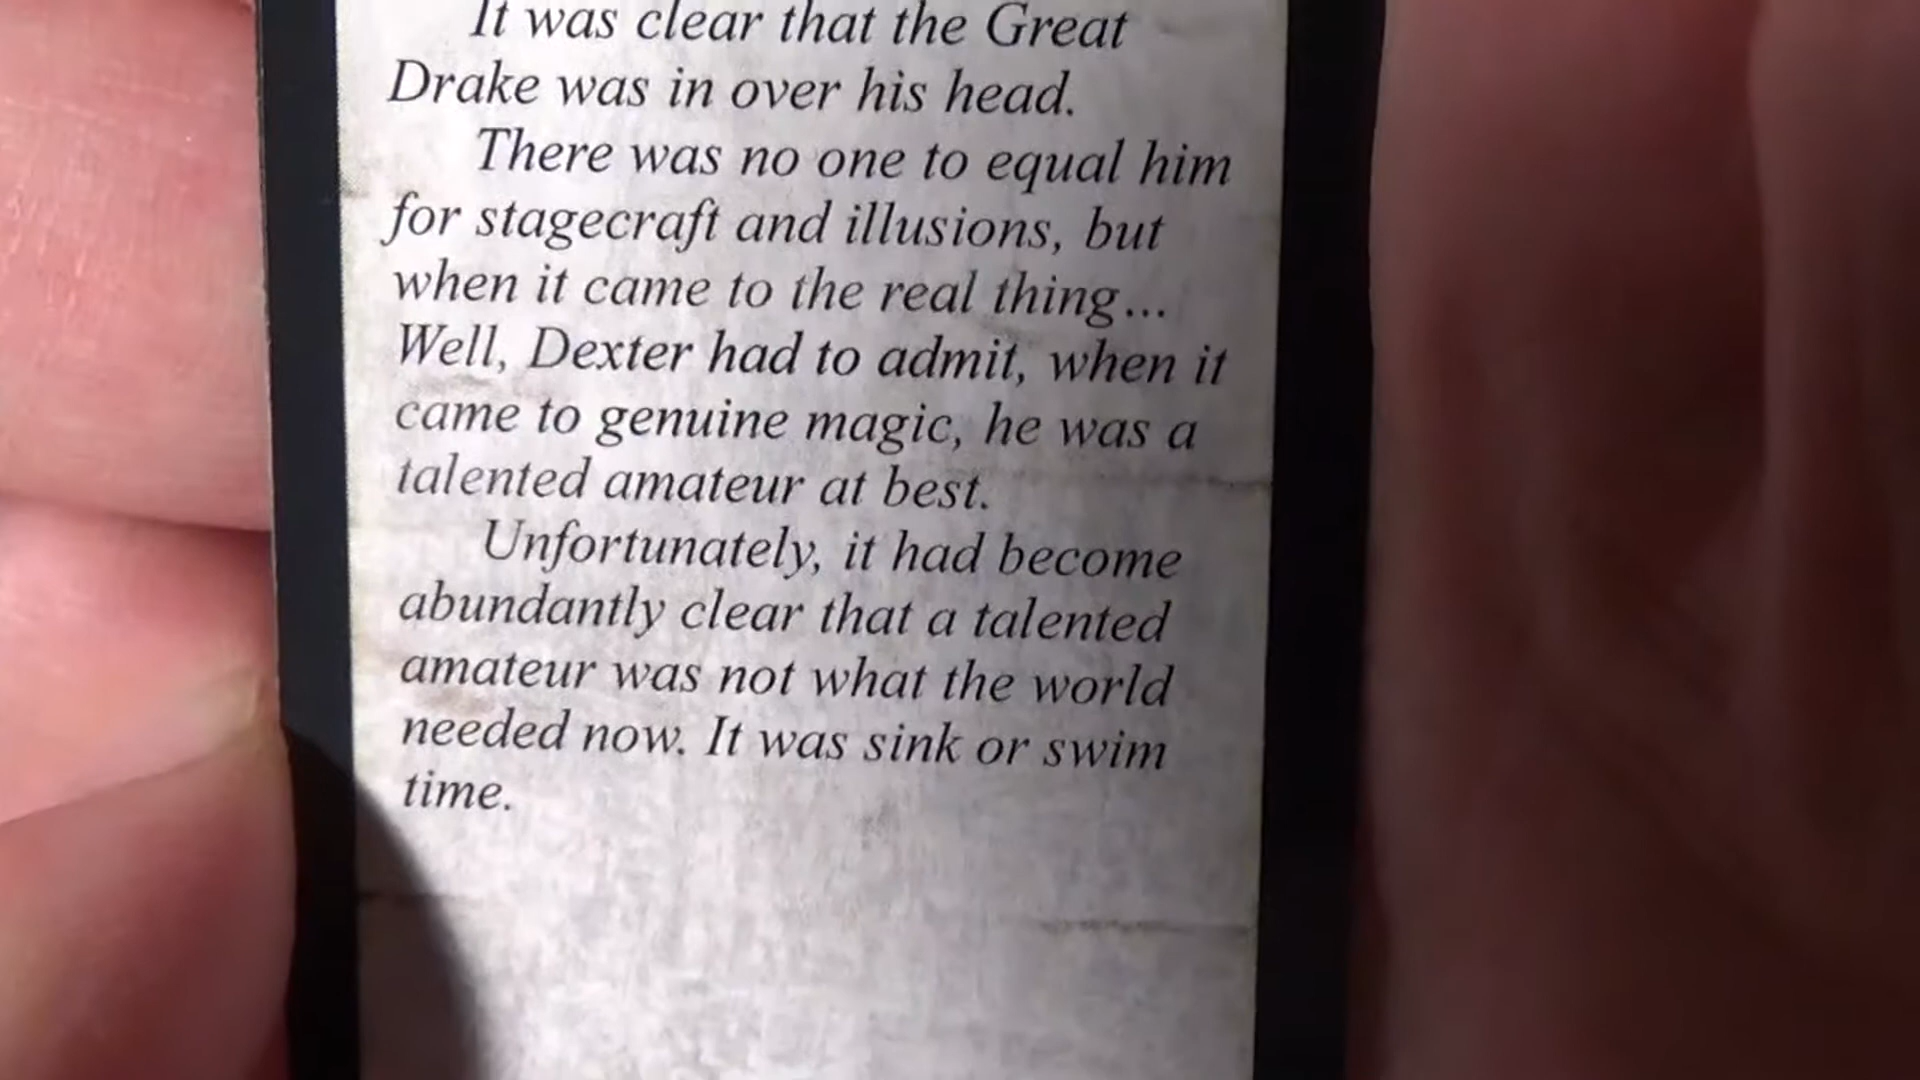 It was clear that the Great
Drake was in over his head.
There was no one to equal him
for stagecraft and illusions, but
when it came to the real thing...
Well, Dexter had to admit, when it
came to genuine magic, he was a
talented amateur at best.
Unfortunately, it had become
abundantly clear that a talented
amateur was not what the world
needed now. It was sink or swim
time.